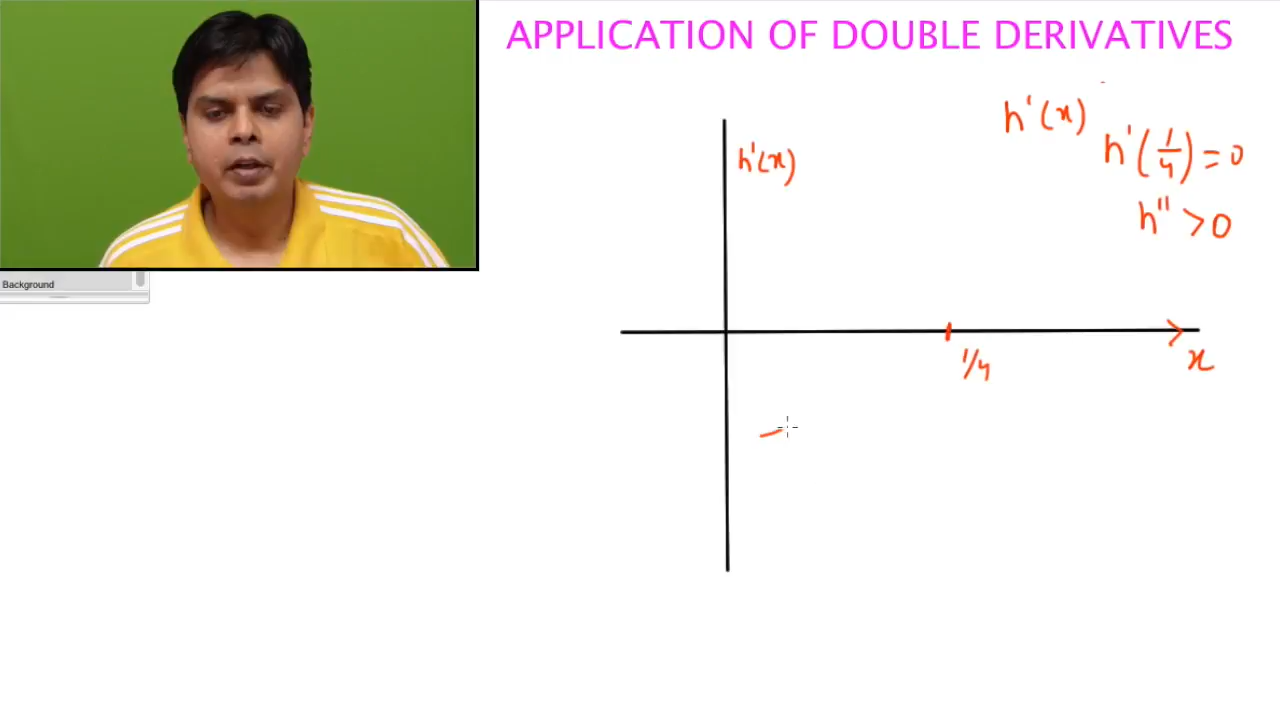 APPLICATION OF DOUBLE DERIVATIVES
h'(x)
h'(1/4) = 0
h'(x)
h'' > 0
Background
1/4
x